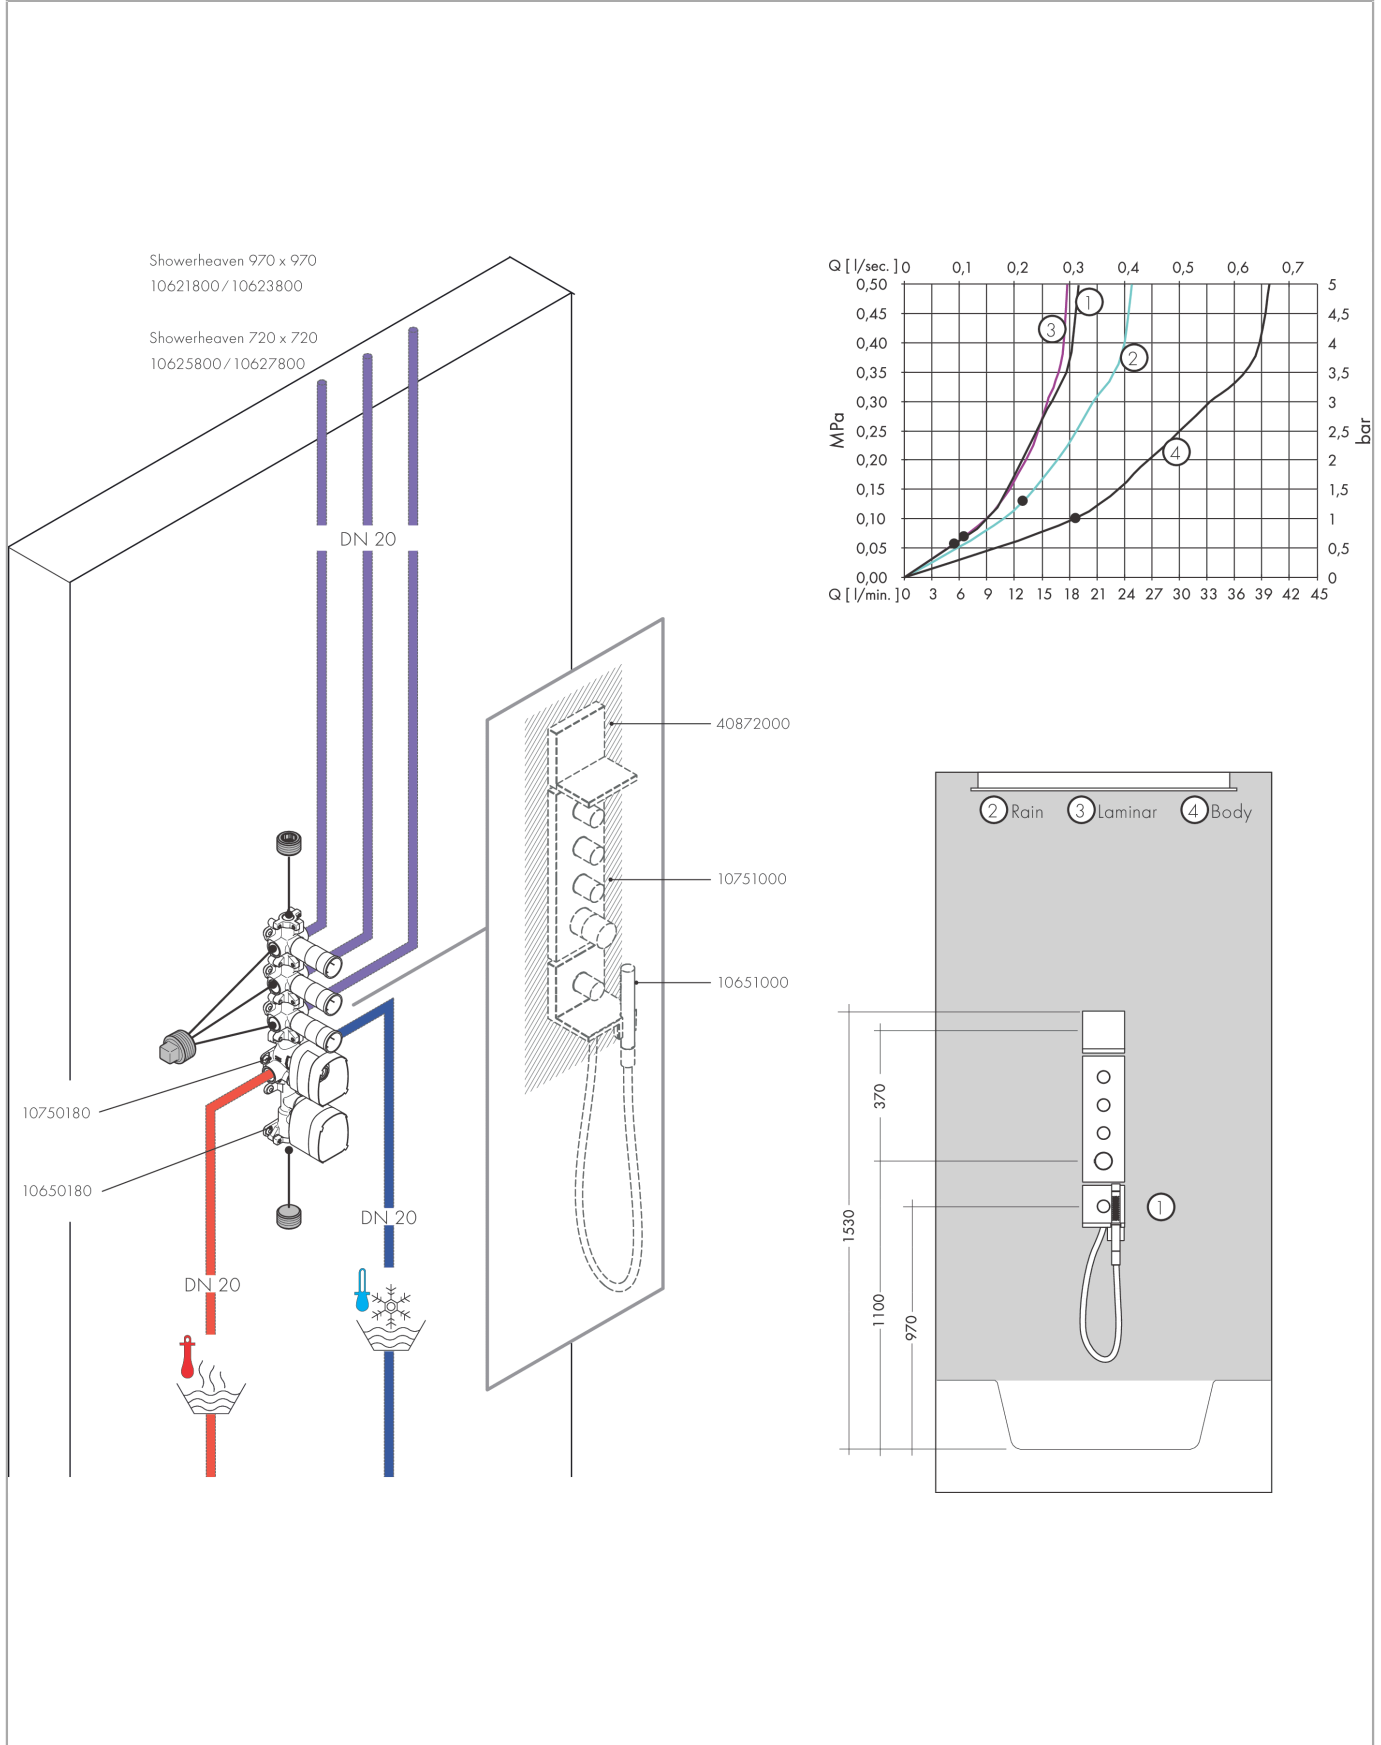 Showerheaven 970 x 970
10621800 / 10623800
Showerheaven 720 x 720
10625800 / 10627800
DN 20
40872000
10751000
10651000
10750180
10650180
DN 20
DN 20
Q [ l/sec. ] 0 0,1 0,2 0,3 0,4 0,5 0,6 0,7
0,50 5
0,45 4,5
0,40 4
0,35 3,5
0,30 3
0,25 2,5
0,20 2
0,15 1,5
0,10 1
0,05 0,5
0,00 0
MPa
bar
1
3
2
4
Q [ l/min. ] 0 3 6 9 12 15 18 21 24 27 30 33 36 39 42 45
2 Rain 3 Laminar 4 Body
370
1
1530
1100
970